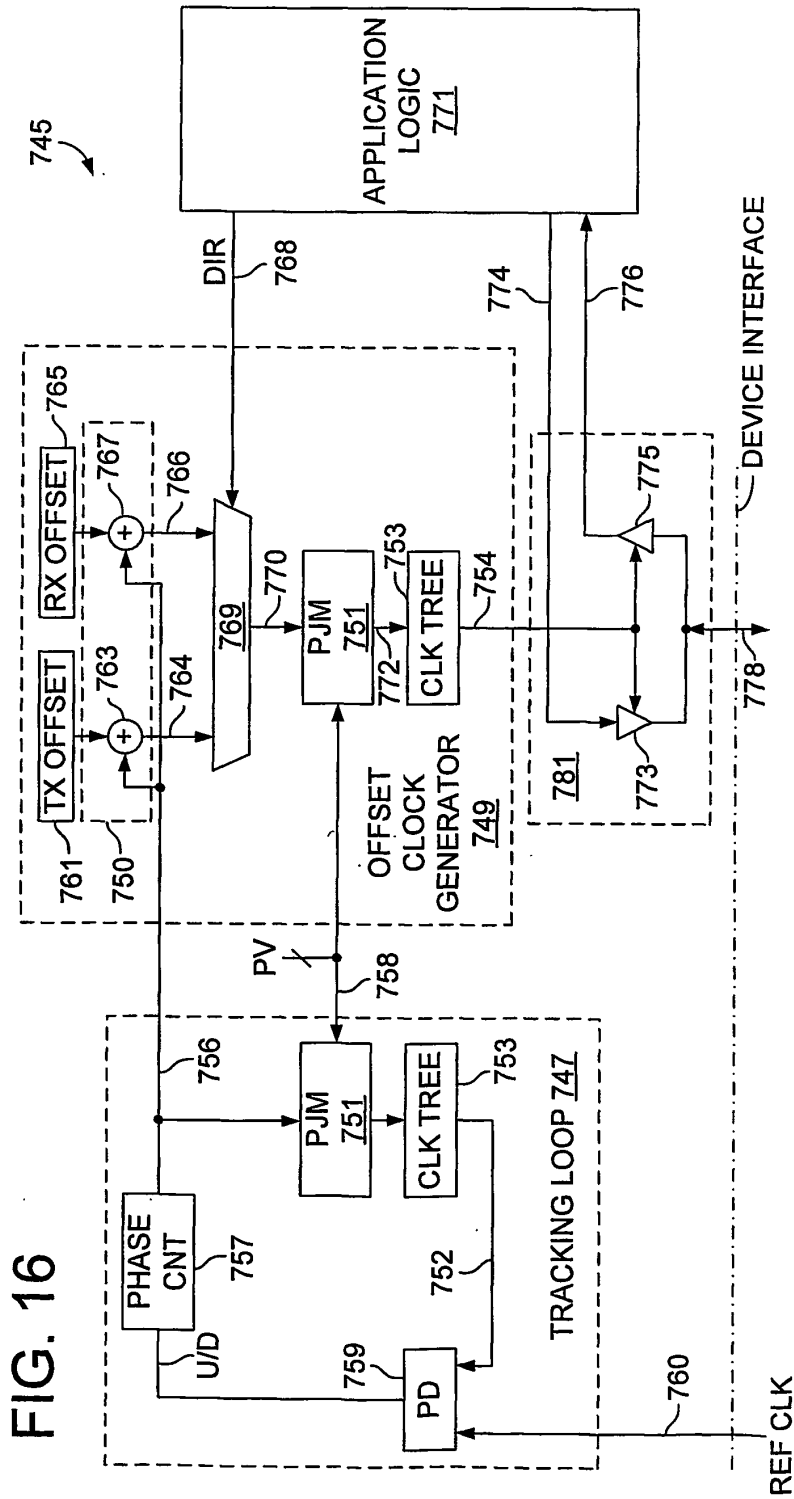 FIG. 16
745
APPLICATION
LOGIC
771
DIR
768
TX OFFSET
761
RX OFFSET
765
763
+
767
+
750
764
766
769
770
PJM
751
772
753
CLK TREE
754
OFFSET
CLOCK
GENERATOR
749
756
PV
758
PHASE
CNT
757
U/D
PJM
751
CLK TREE
753
752
759
PD
TRACKING LOOP 747
760
REF CLK
774
776
781
773
775
778
DEVICE INTERFACE